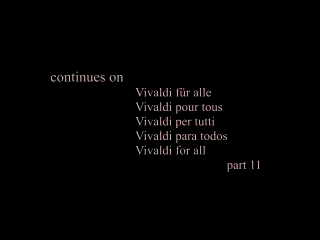 continues on
Vivaldi für alle
Vivaldi pour tous
Vivaldi per tutti
Vivaldi para todos
Vivaldi for all
part 11